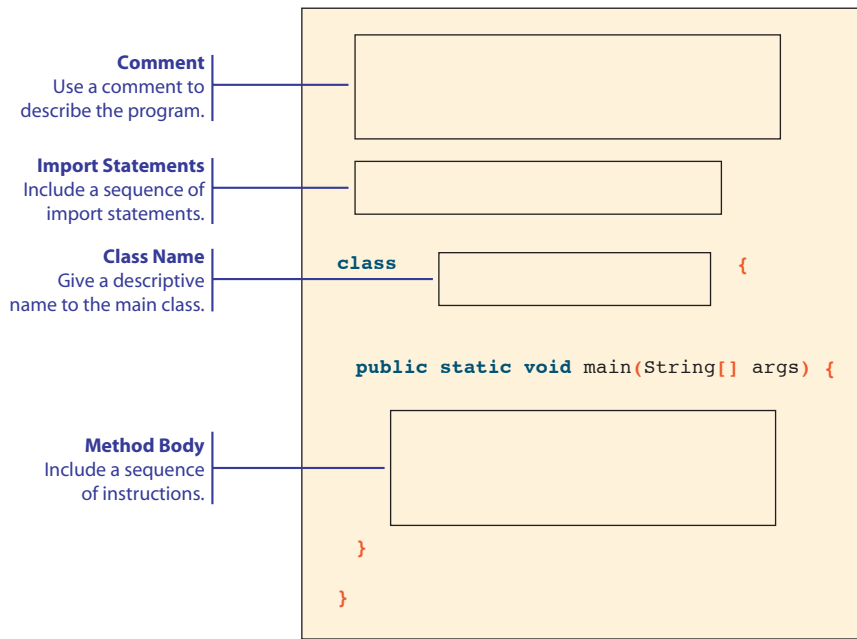 Comment
Use a comment to
describe the program.
Import Statements
Include a sequence of
import statements.
Class Name
Give a descriptive
name to the main class.
class {
public static void main(String[] args) {
Method Body
Include a sequence
of instructions.
}
}